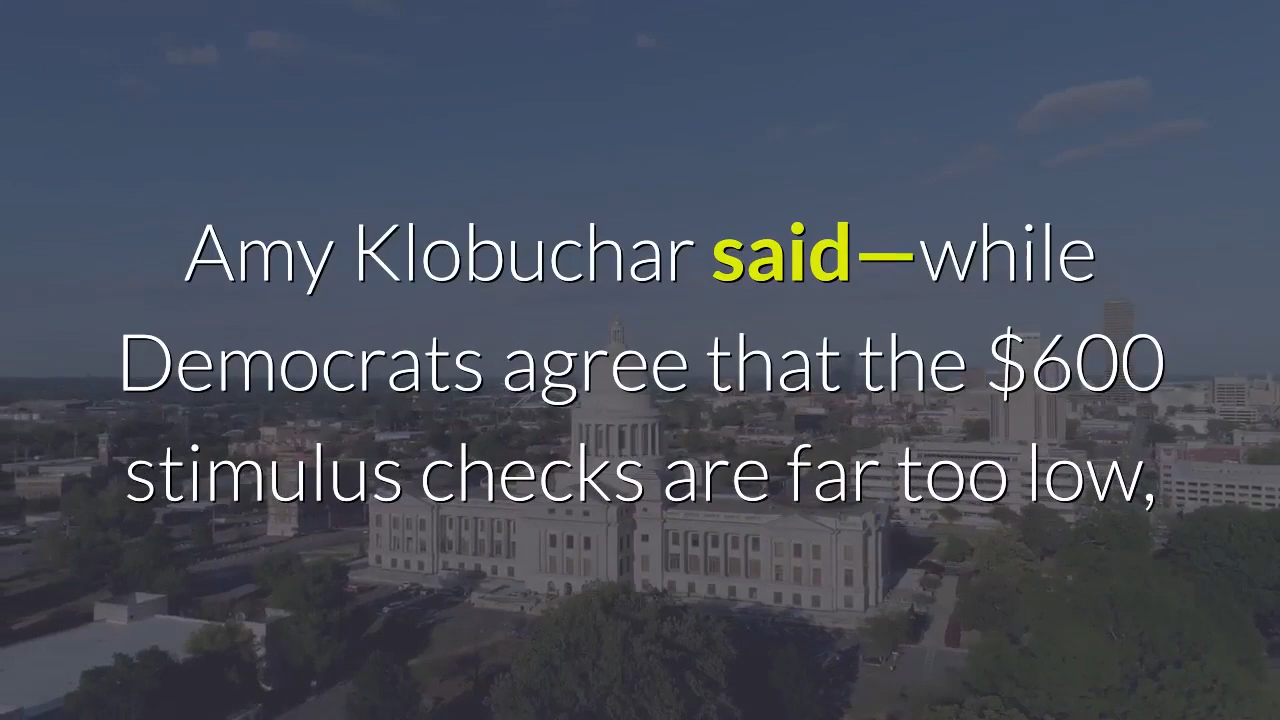 Amy Klobuchar said—while
Democrats agree that the $600
stimulus checks are far too low,